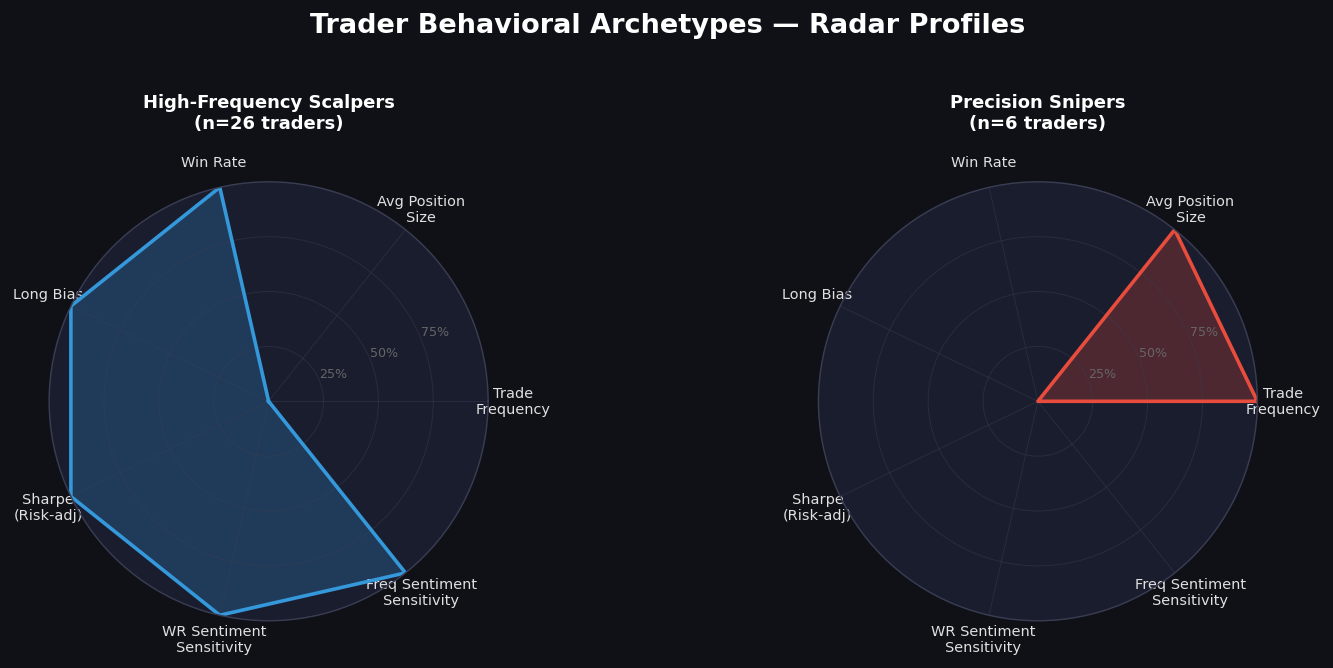 Trader Behavioral Archetypes — Radar Profiles
High-Frequency Scalpers
(n=26 traders)
Win Rate
Avg Position
Size
Long Bias
75%
50%
25%
Trade
Frequency
Sharpe
(Risk-adj)
Freq Sentiment
Sensitivity
WR Sentiment
Sensitivity
Precision Snipers
(n=6 traders)
Win Rate
Avg Position
Size
Long Bias
75%
50%
25%
Trade
Frequency
Sharpe
(Risk-adj)
Freq Sentiment
Sensitivity
WR Sentiment
Sensitivity